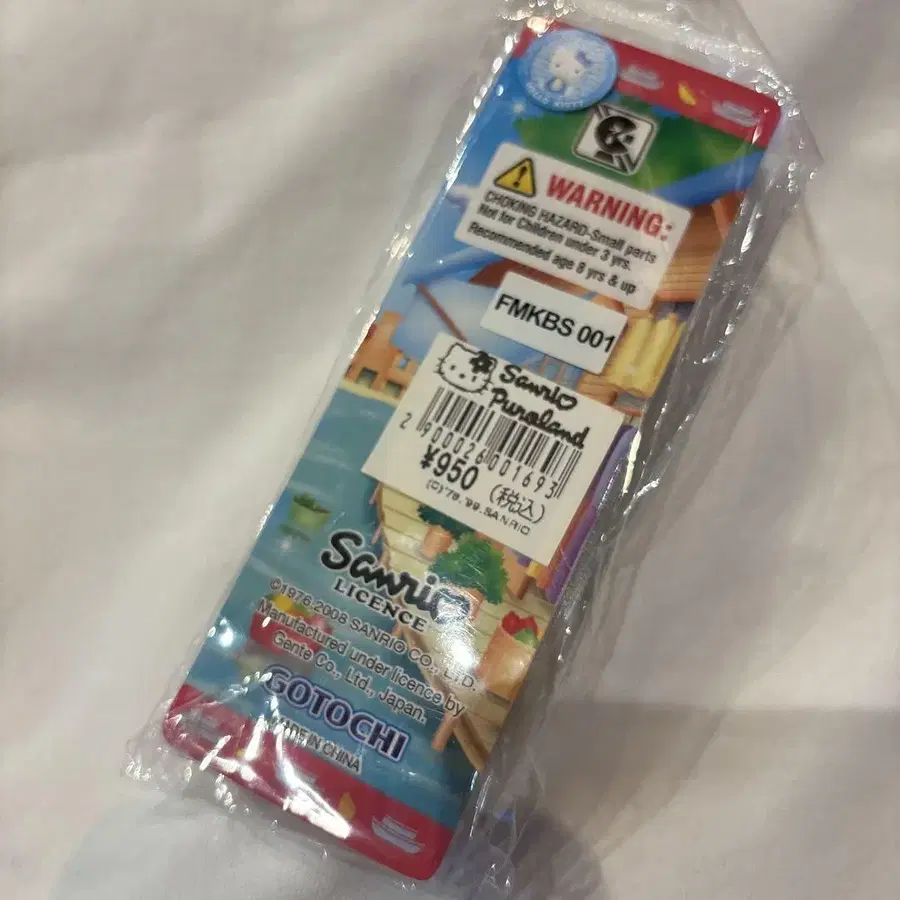 HELLO KITTY
WARNING:
CHOKING HAZARD-Small parts
Not for Children under 3 yrs.
Recommended age 8 yrs & up
FMKBS 001
Sanrio
Puroland
2 900026 001693
¥950 (税込)
(C)'76.'99.SANRIO
Sanrio
LICENCE
©1976,2008 SANRIO CO., LTD.
Manufactured under licence by
Gente Co., Ltd., Japan.
GOTOCHI
MADE IN CHINA